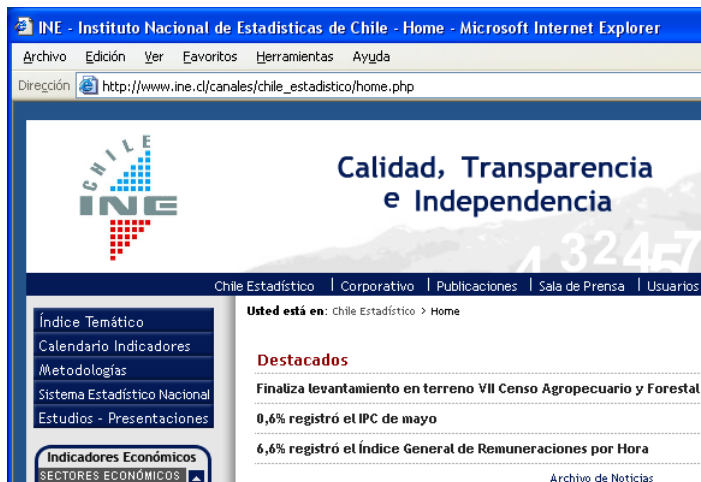 INE - Instituto Nacional de Estadisticas de Chile - Home - Microsoft Internet Explorer
Archivo Edición Ver Favoritos Herramientas Ayuda
Dirección http://www.ine.cl/canales/chile_estadistico/home.php
CHILE
INE
Calidad, Transparencia
e Independencia
4 3245
Chile Estadístico | Corporativo | Publicaciones | Sala de Prensa | Usuarios
Usted está en: Chile Estadístico > Home
Índice Temático
Calendario Indicadores
Metodologías
Sistema Estadístico Nacional
Estudios - Presentaciones
Indicadores Económicos
SECTORES ECONÓMICOS
Destacados
Finaliza levantamiento en terreno VII Censo Agropecuario y Forestal
0,6% registró el IPC de mayo
6,6% registró el Índice General de Remuneraciones por Hora
Archivo de Noticias